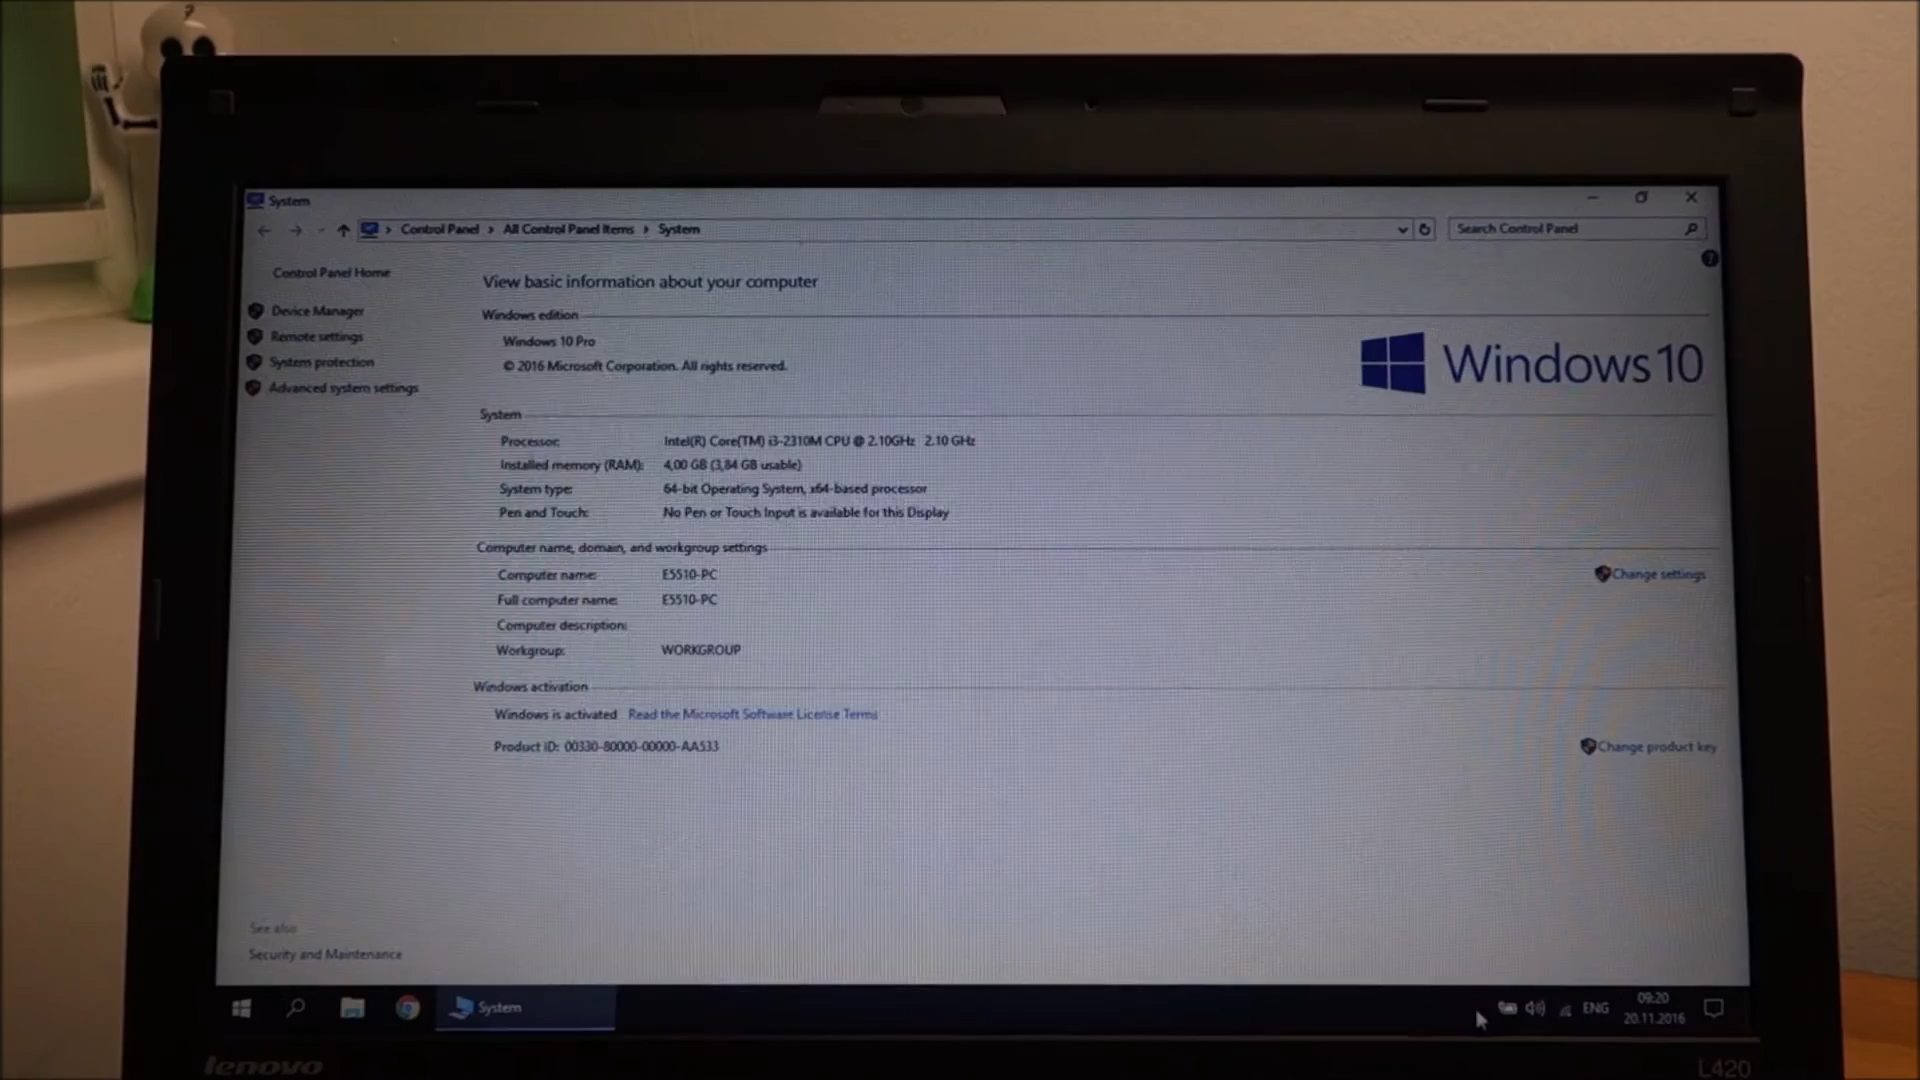 System
Control Panel › All Control Panel Items › System
Search Control Panel
Control Panel Home
Device Manager
Remote settings
System protection
Advanced system settings
View basic information about your computer
Windows edition
Windows 10 Pro
© 2016 Microsoft Corporation. All rights reserved.
Windows 10
System
Processor: Intel(R) Core(TM) i3-2310M CPU @ 2.10GHz 2.10 GHz
Installed memory (RAM): 4,00 GB (3,84 GB usable)
System type: 64-bit Operating System, x64-based processor
Pen and Touch: No Pen or Touch Input is available for this Display
Computer name, domain, and workgroup settings
Computer name: E5510-PC
Change settings
Full computer name: E5510-PC
Computer description:
Workgroup: WORKGROUP
Windows activation
Windows is activated Read the Microsoft Software License Terms
Product ID: 00330-80000-00000-AA533
Change product key
See also
Security and Maintenance
System
ENG
09:20
20.11.2016
lenovo
L420